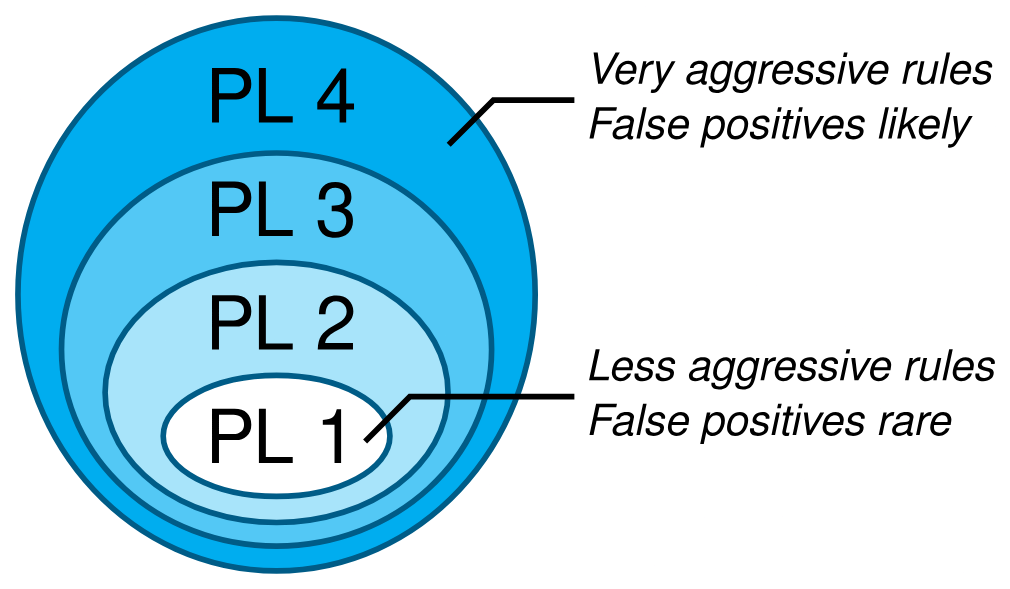 PL 4
Very aggressive rules
False positives likely
PL 3
PL 2
PL 1
Less aggressive rules
False positives rare